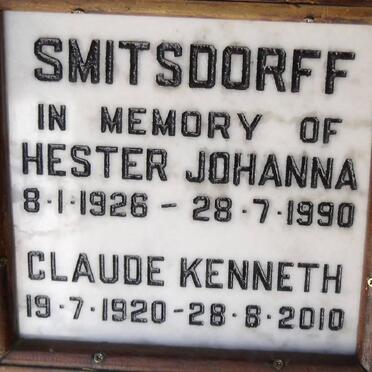 SMITSDORFF
IN MEMORY OF
HESTER JOHANNA
8·1·1926 - 28·7·1990
CLAUDE KENNETH
19·7·1920 - 28·8·2010